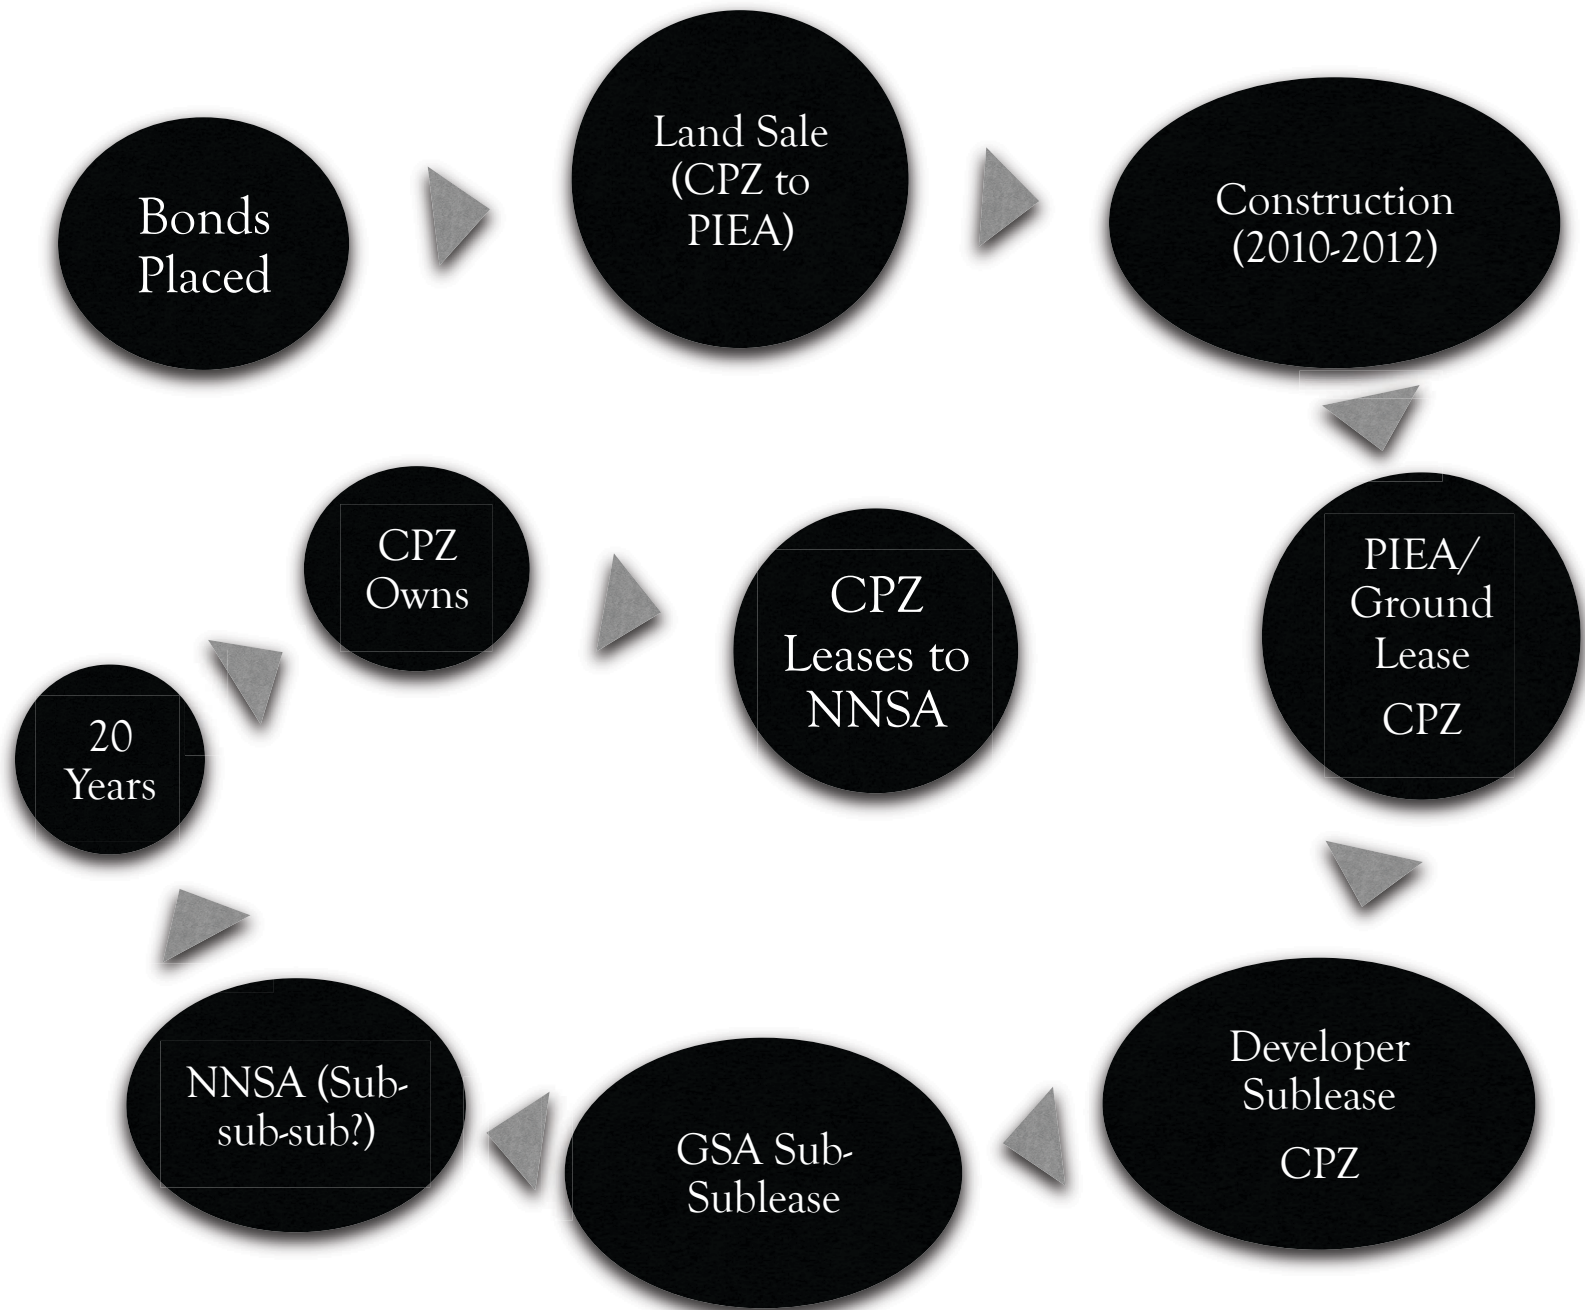 Bonds
Placed
Land Sale
(CPZ to
PIEA)
Construction
(2010-2012)
PIEA/
Ground
Lease
CPZ
Developer
Sublease
CPZ
GSA Sub-
Sublease
NNSA (Sub-
sub-sub?)
20
Years
CPZ
Owns
CPZ
Leases to
NNSA